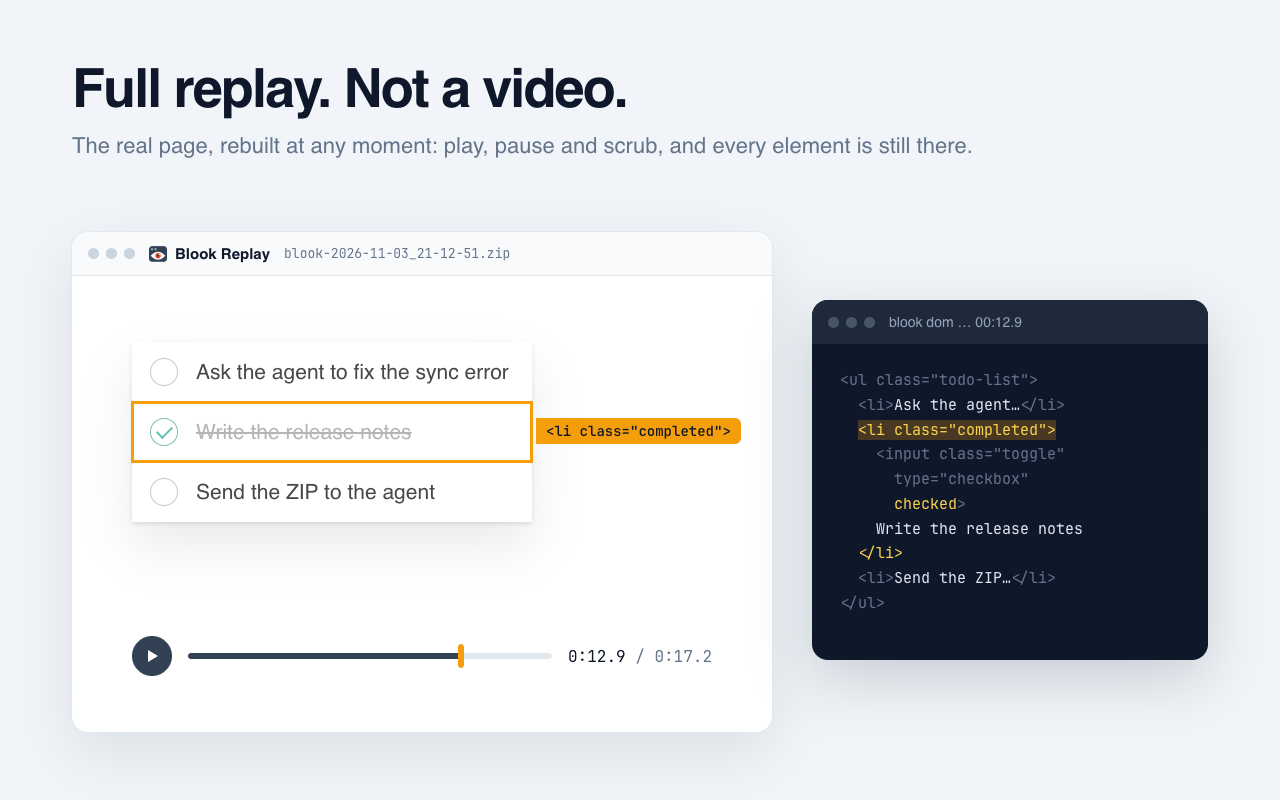 Full replay. Not a video.
The real page, rebuilt at any moment: play, pause and scrub, and every element is still there.
Blook Replay blook-2026-11-03_21-12-51.zip
Ask the agent to fix the sync error
Write the release notes
<li class="completed">
Send the ZIP to the agent
0:12.9 / 0:17.2
blook dom … 00:12.9
<ul class="todo-list">
<li>Ask the agent…</li>
<li class="completed">
<input class="toggle"
type="checkbox"
checked>
Write the release notes
</li>
<li>Send the ZIP…</li>
</ul>